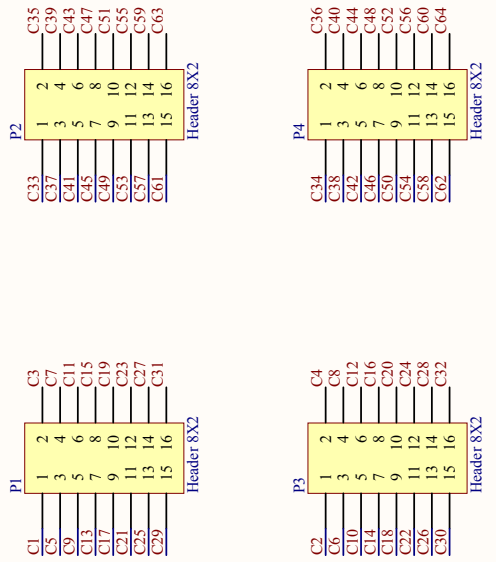 P2
C33 1 2 C35
C37 3 4 C39
C41 5 6 C43
C45 7 8 C47
C49 9 10 C51
C53 11 12 C55
C57 13 14 C59
C61 15 16 C63
Header 8X2
P4
C34 1 2 C36
C38 3 4 C40
C42 5 6 C44
C46 7 8 C48
C50 9 10 C52
C54 11 12 C56
C58 13 14 C60
C62 15 16 C64
Header 8X2
P1
C1 1 2 C3
C5 3 4 C7
C9 5 6 C11
C13 7 8 C15
C17 9 10 C19
C21 11 12 C23
C25 13 14 C27
C29 15 16 C31
Header 8X2
P3
C2 1 2 C4
C6 3 4 C8
C10 5 6 C12
C14 7 8 C16
C18 9 10 C20
C22 11 12 C24
C26 13 14 C28
C30 15 16 C32
Header 8X2